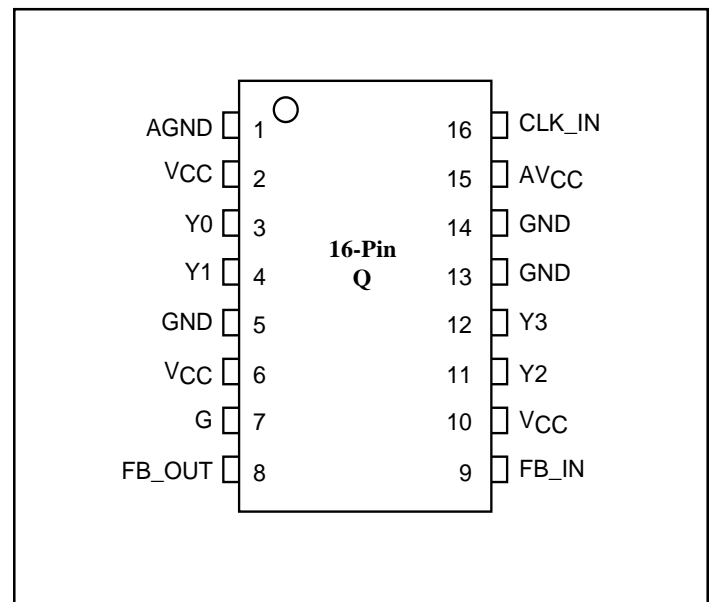 AGND 1 16 CLK_IN
VCC 2 15 AVCC
Y0 3 14 GND
16-Pin
Q
Y1 4 13 GND
GND 5 12 Y3
VCC 6 11 Y2
G 7 10 VCC
FB_OUT 8 9 FB_IN